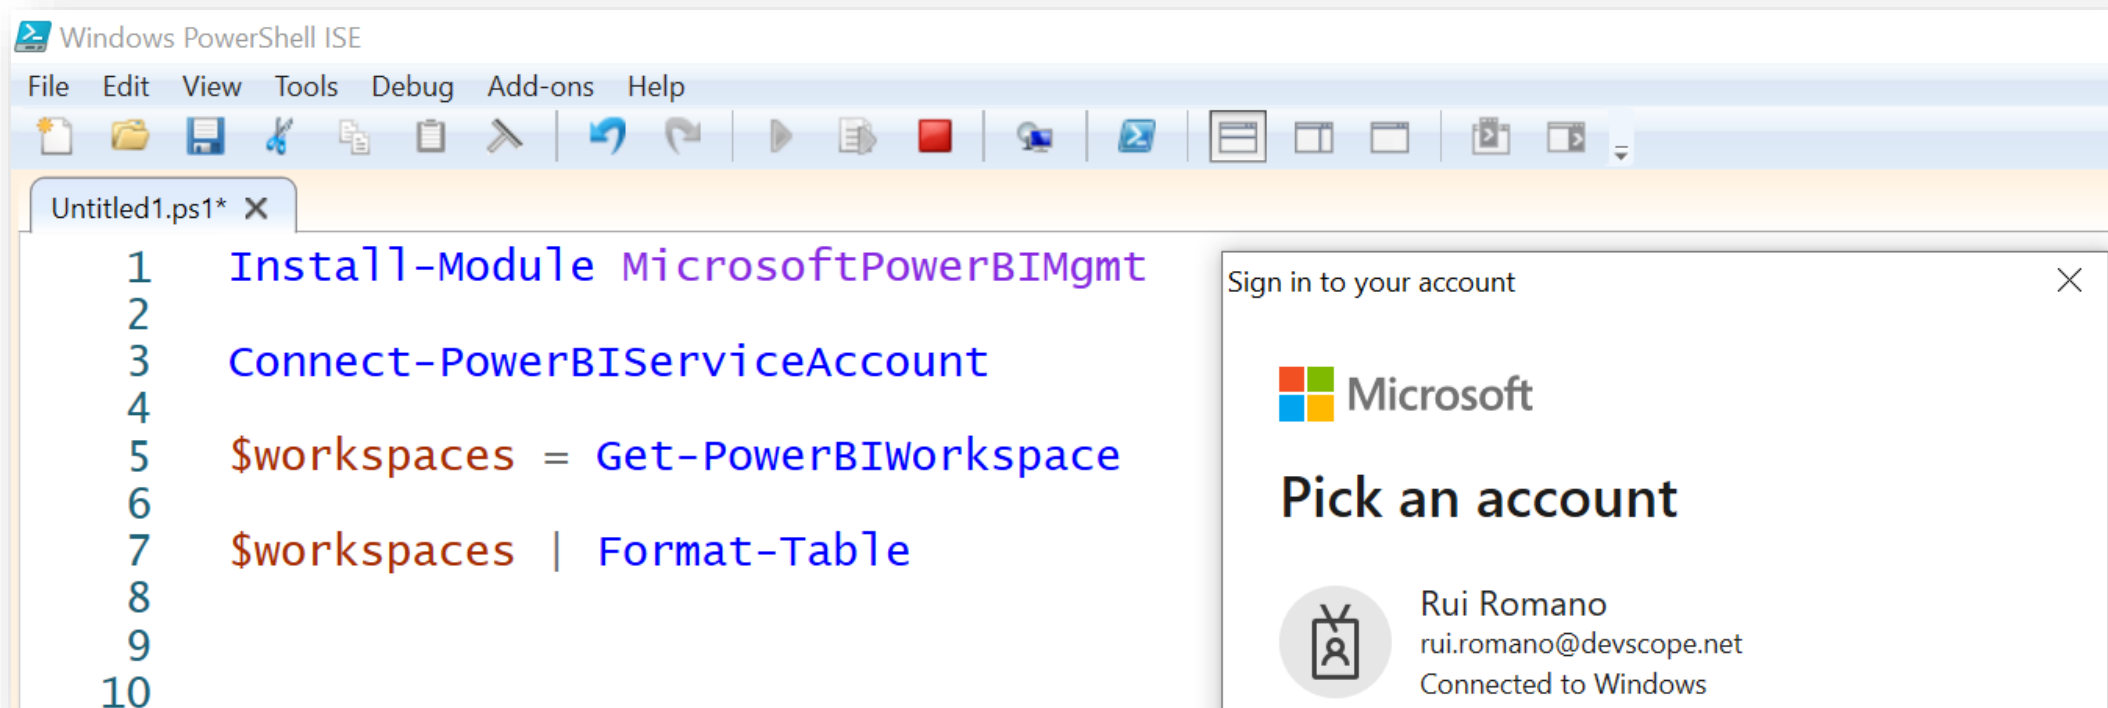 Windows PowerShell ISE
File Edit View Tools Debug Add-ons Help
Untitled1.ps1*
1 Install-Module MicrosoftPowerBIMgmt
2
3 Connect-PowerBIServiceAccount
4
5 $workspaces = Get-PowerBIWorkspace
6
7 $workspaces | Format-Table
8
9
10
Sign in to your account
Microsoft
Pick an account
Rui Romano
rui.romano@devscope.net
Connected to Windows